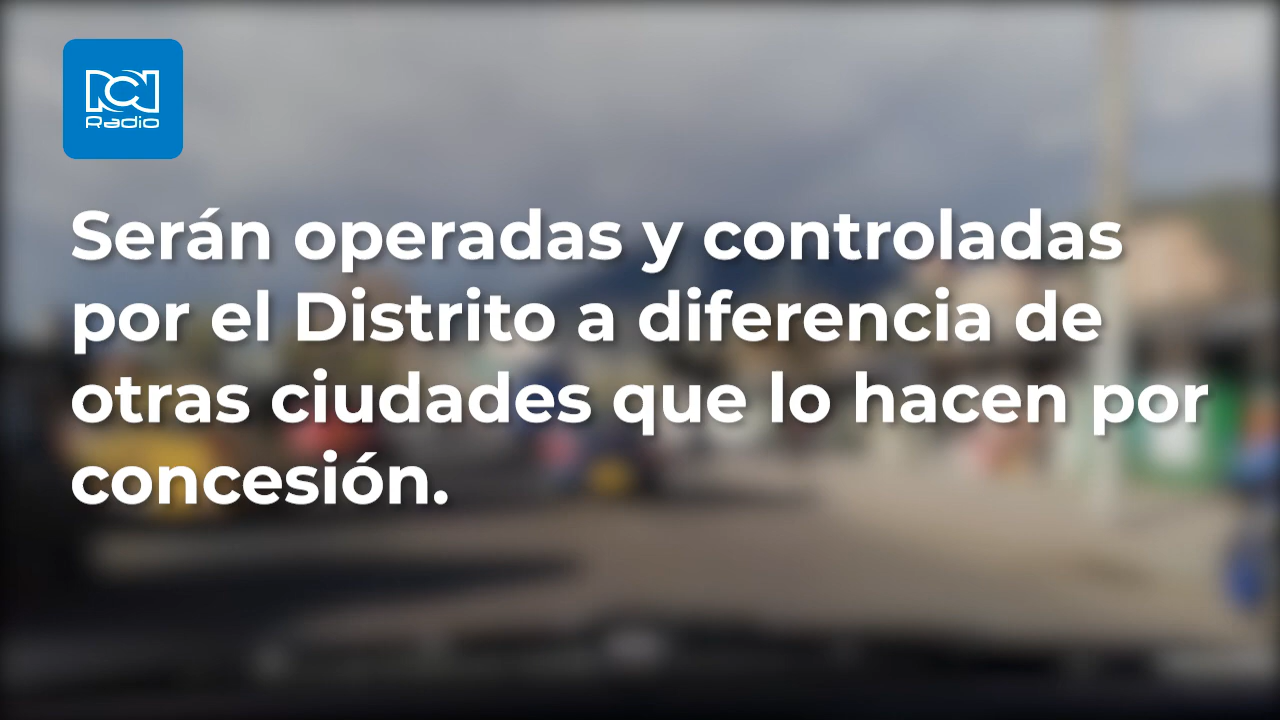 RCN
Radio
Serán operadas y controladas
por el Distrito a diferencia de
otras ciudades que lo hacen por
concesión.